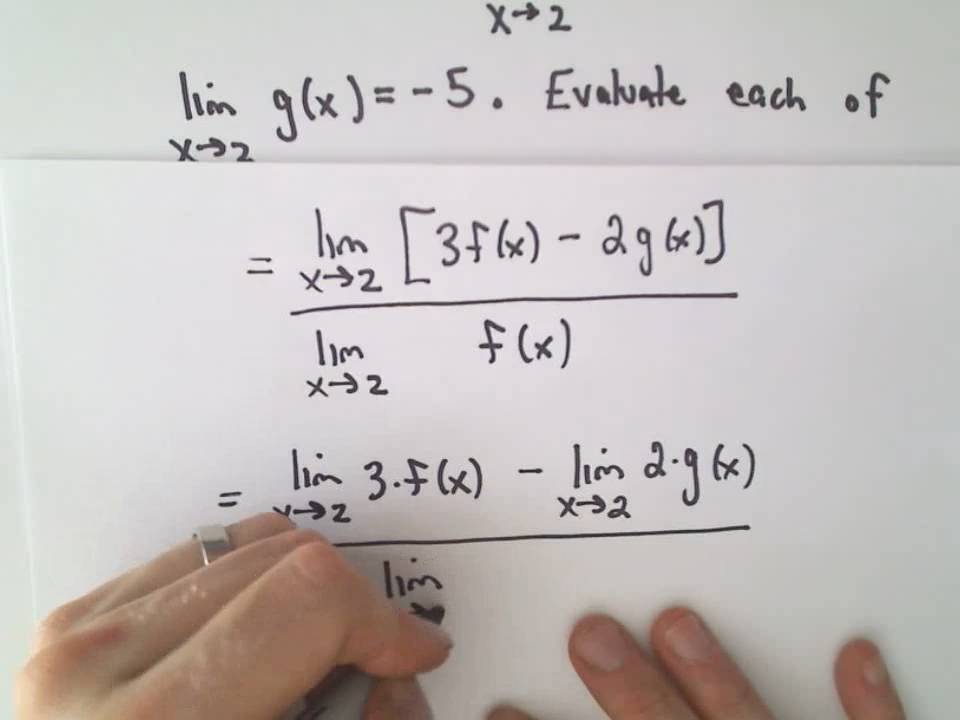 x→2
lim g(x) = -5. Evaluate each of
x→2
= lim [3f(x) - 2g(x)]
x→2
lim f(x)
x→2
= lim 3·f(x) - lim 2·g(x)
x→2 x→2
lim